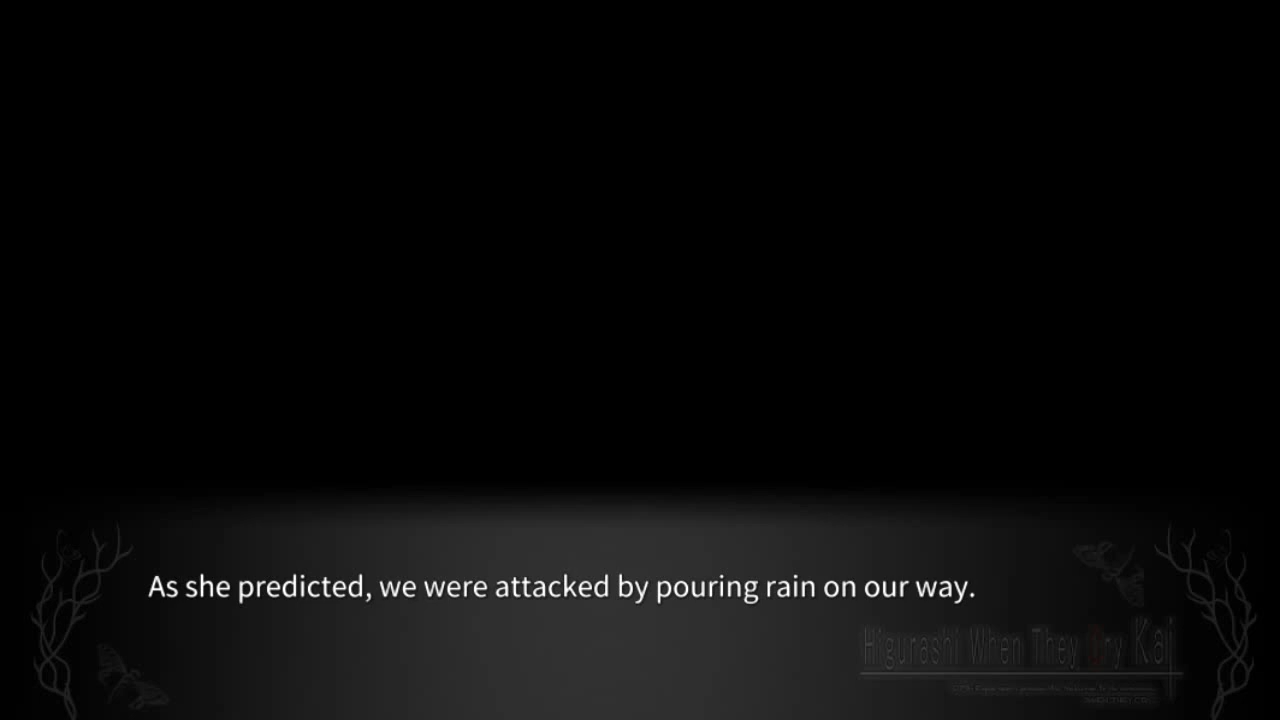 As she predicted, we were attacked by pouring rain on our way.
Higurashi When They Cry Kai